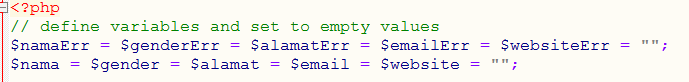 <?php
// define variables and set to empty values
$namaErr = $genderErr = $alamatErr = $emailErr = $websiteErr = "";
$nama = $gender = $alamat = $email = $website = "";